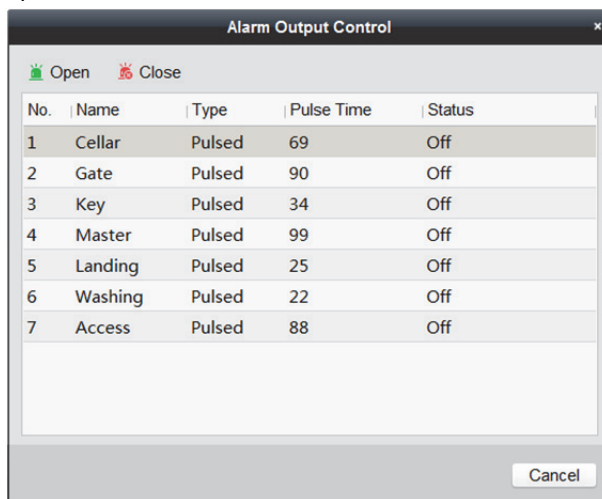 Alarm Output Control ×
Open Close
No. Name Type Pulse Time Status
1 Cellar Pulsed 69 Off
2 Gate Pulsed 90 Off
3 Key Pulsed 34 Off
4 Master Pulsed 99 Off
5 Landing Pulsed 25 Off
6 Washing Pulsed 22 Off
7 Access Pulsed 88 Off
Cancel